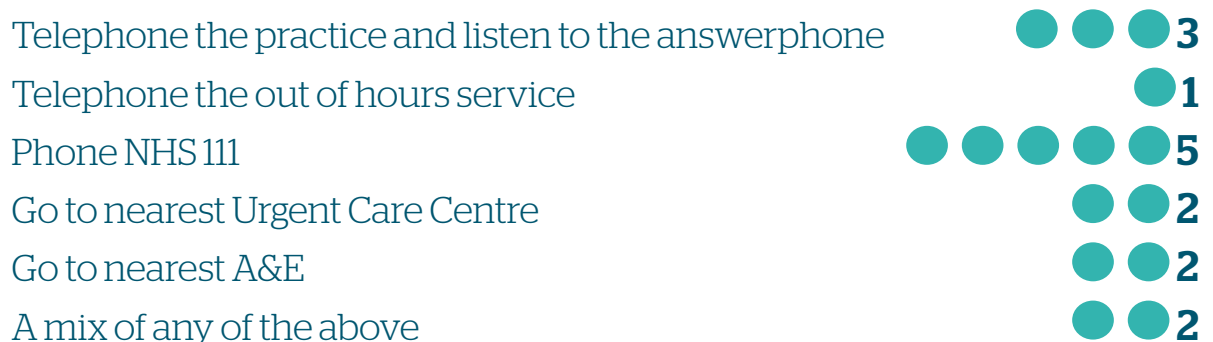 Telephone the practice and listen to the answerphone 3
Telephone the out of hours service 1
Phone NHS 111 5
Go to nearest Urgent Care Centre 2
Go to nearest A&E 2
A mix of any of the above 2